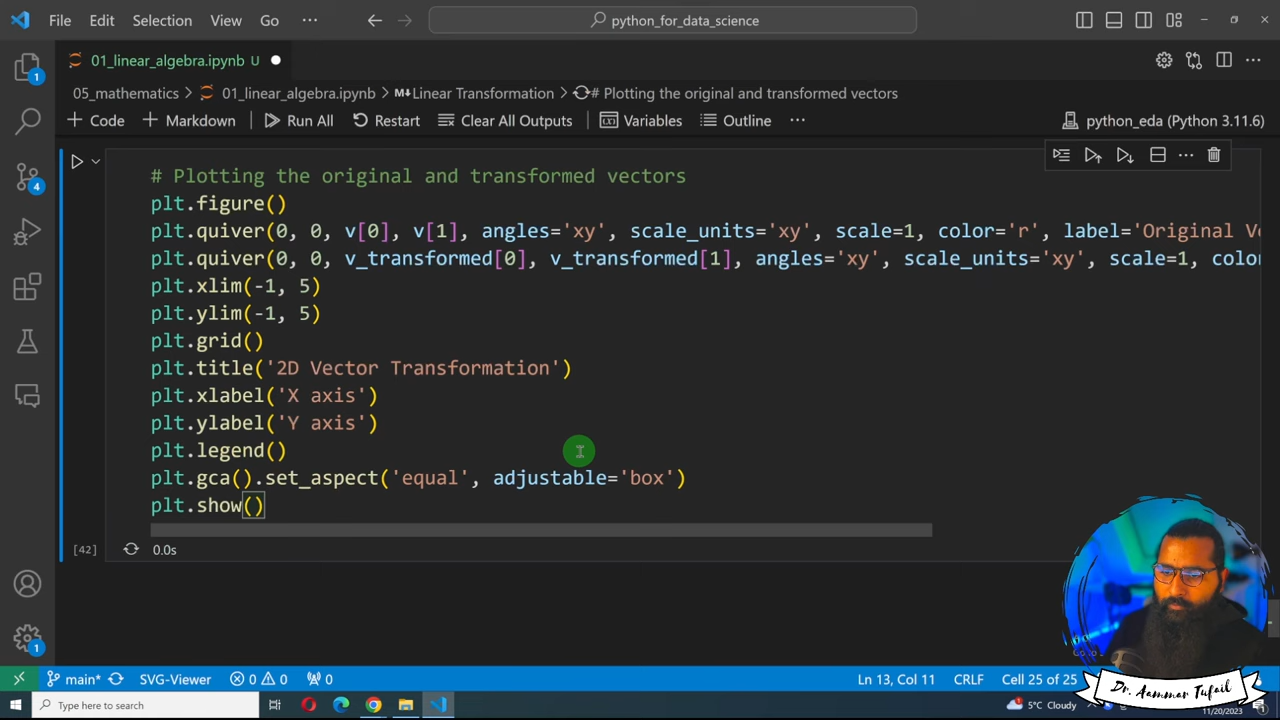 File Edit Selection View Go ··· python_for_data_science
01_linear_algebra.ipynb U
05_mathematics > 01_linear_algebra.ipynb > M↓Linear Transformation > # Plotting the original and transformed vectors
+ Code + Markdown Run All Restart Clear All Outputs Variables Outline ··· python_eda (Python 3.11.6)
# Plotting the original and transformed vectors
plt.figure()
plt.quiver(0, 0, v[0], v[1], angles='xy', scale_units='xy', scale=1, color='r', label='Original Ve
plt.quiver(0, 0, v_transformed[0], v_transformed[1], angles='xy', scale_units='xy', scale=1, colo
plt.xlim(-1, 5)
plt.ylim(-1, 5)
plt.grid()
plt.title('2D Vector Transformation')
plt.xlabel('X axis')
plt.ylabel('Y axis')
plt.legend()
plt.gca().set_aspect('equal', adjustable='box')
plt.show()
[42] 0.0s
1
4
1
main* SVG-Viewer 0 0 0 Ln 13, Col 11 CRLF Cell 25 of 25
Type here to search 5°C Cloudy 11/20/2023
Dr. Aammar Tufail